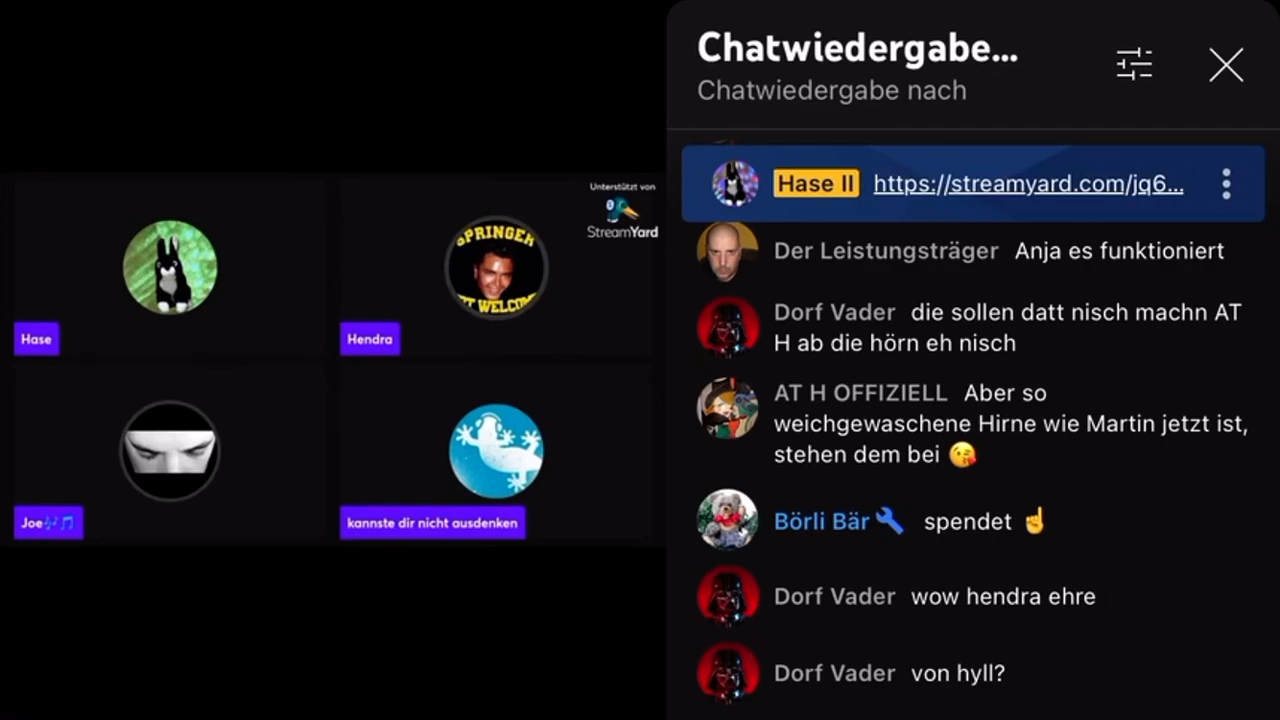 Unterstützt von
StreamYard
SPRINGER
WELCOM
Hase
Hendra
Joe🎶🎵
kannste dir nicht ausdenken
Chatwiedergabe...
Chatwiedergabe nach
Hase II https://streamyard.com/jq6...
Der Leistungsträger Anja es funktioniert
Dorf Vader die sollen datt nisch machn AT
H ab die hörn eh nisch
AT H OFFIZIELL Aber so
weichgewaschene Hirne wie Martin jetzt ist,
stehen dem bei 😘
Börli Bär🔧 spendet ☝️
Dorf Vader wow hendra ehre
Dorf Vader von hyll?